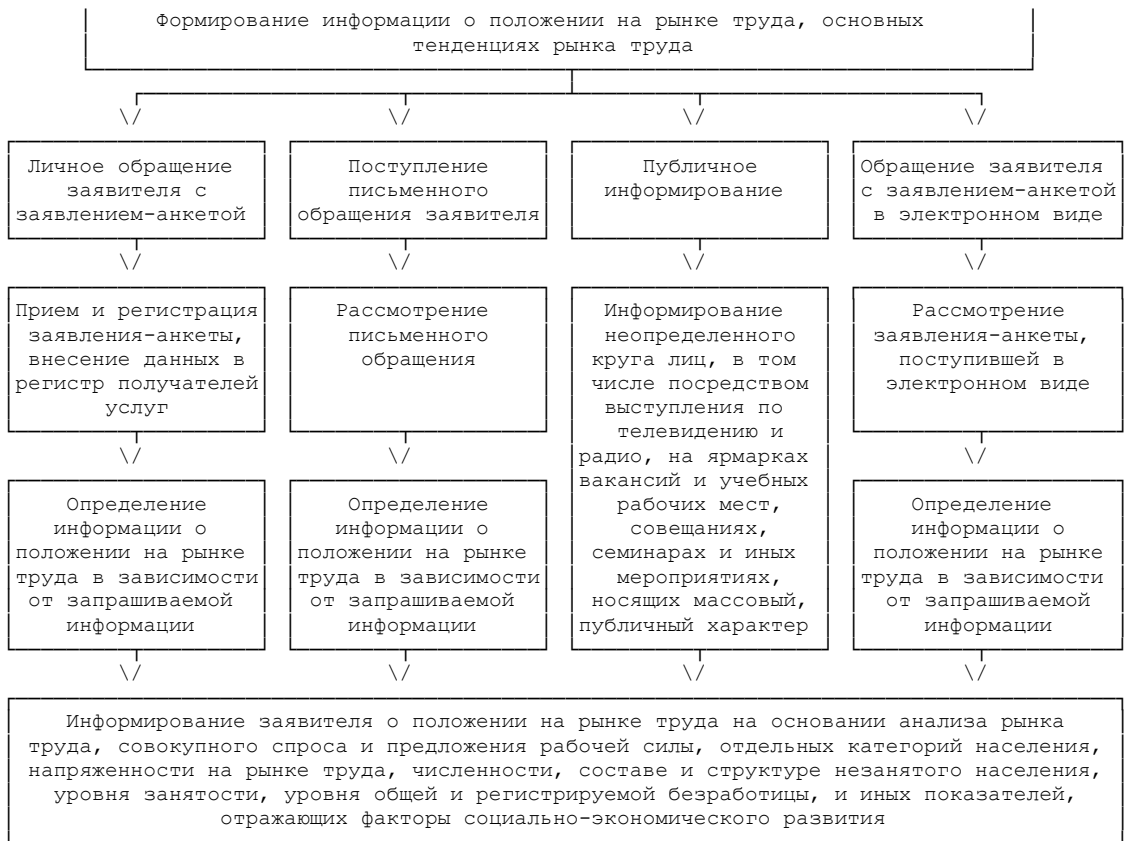 Формирование информации о положении на рынке труда, основных
тенденциях рынка труда
Личное обращение
заявителя с
заявлением-анкетой
Поступление
письменного
обращения заявителя
Публичное
информирование
Обращение заявителя
с заявлением-анкетой
в электронном виде
Прием и регистрация
заявления-анкеты,
внесение данных в
регистр получателей
услуг
Рассмотрение
письменного
обращения
Информирование
неопределенного
круга лиц, в том
числе посредством
выступления по
телевидению и
радио, на ярмарках
вакансий и учебных
рабочих мест,
совещаниях,
семинарах и иных
мероприятиях,
носящих массовый,
публичный характер
Рассмотрение
заявления-анкеты,
поступившей в
электронном виде
Определение
информации о
положении на рынке
труда в зависимости
от запрашиваемой
информации
Определение
информации о
положении на рынке
труда в зависимости
от запрашиваемой
информации
Определение
информации о
положении на рынке
труда в зависимости
от запрашиваемой
информации
Информирование заявителя о положении на рынке труда на основании анализа рынка
труда, совокупного спроса и предложения рабочей силы, отдельных категорий населения,
напряженности на рынке труда, численности, составе и структуре незанятого населения,
уровня занятости, уровня общей и регистрируемой безработицы, и иных показателей,
отражающих факторы социально-экономического развития